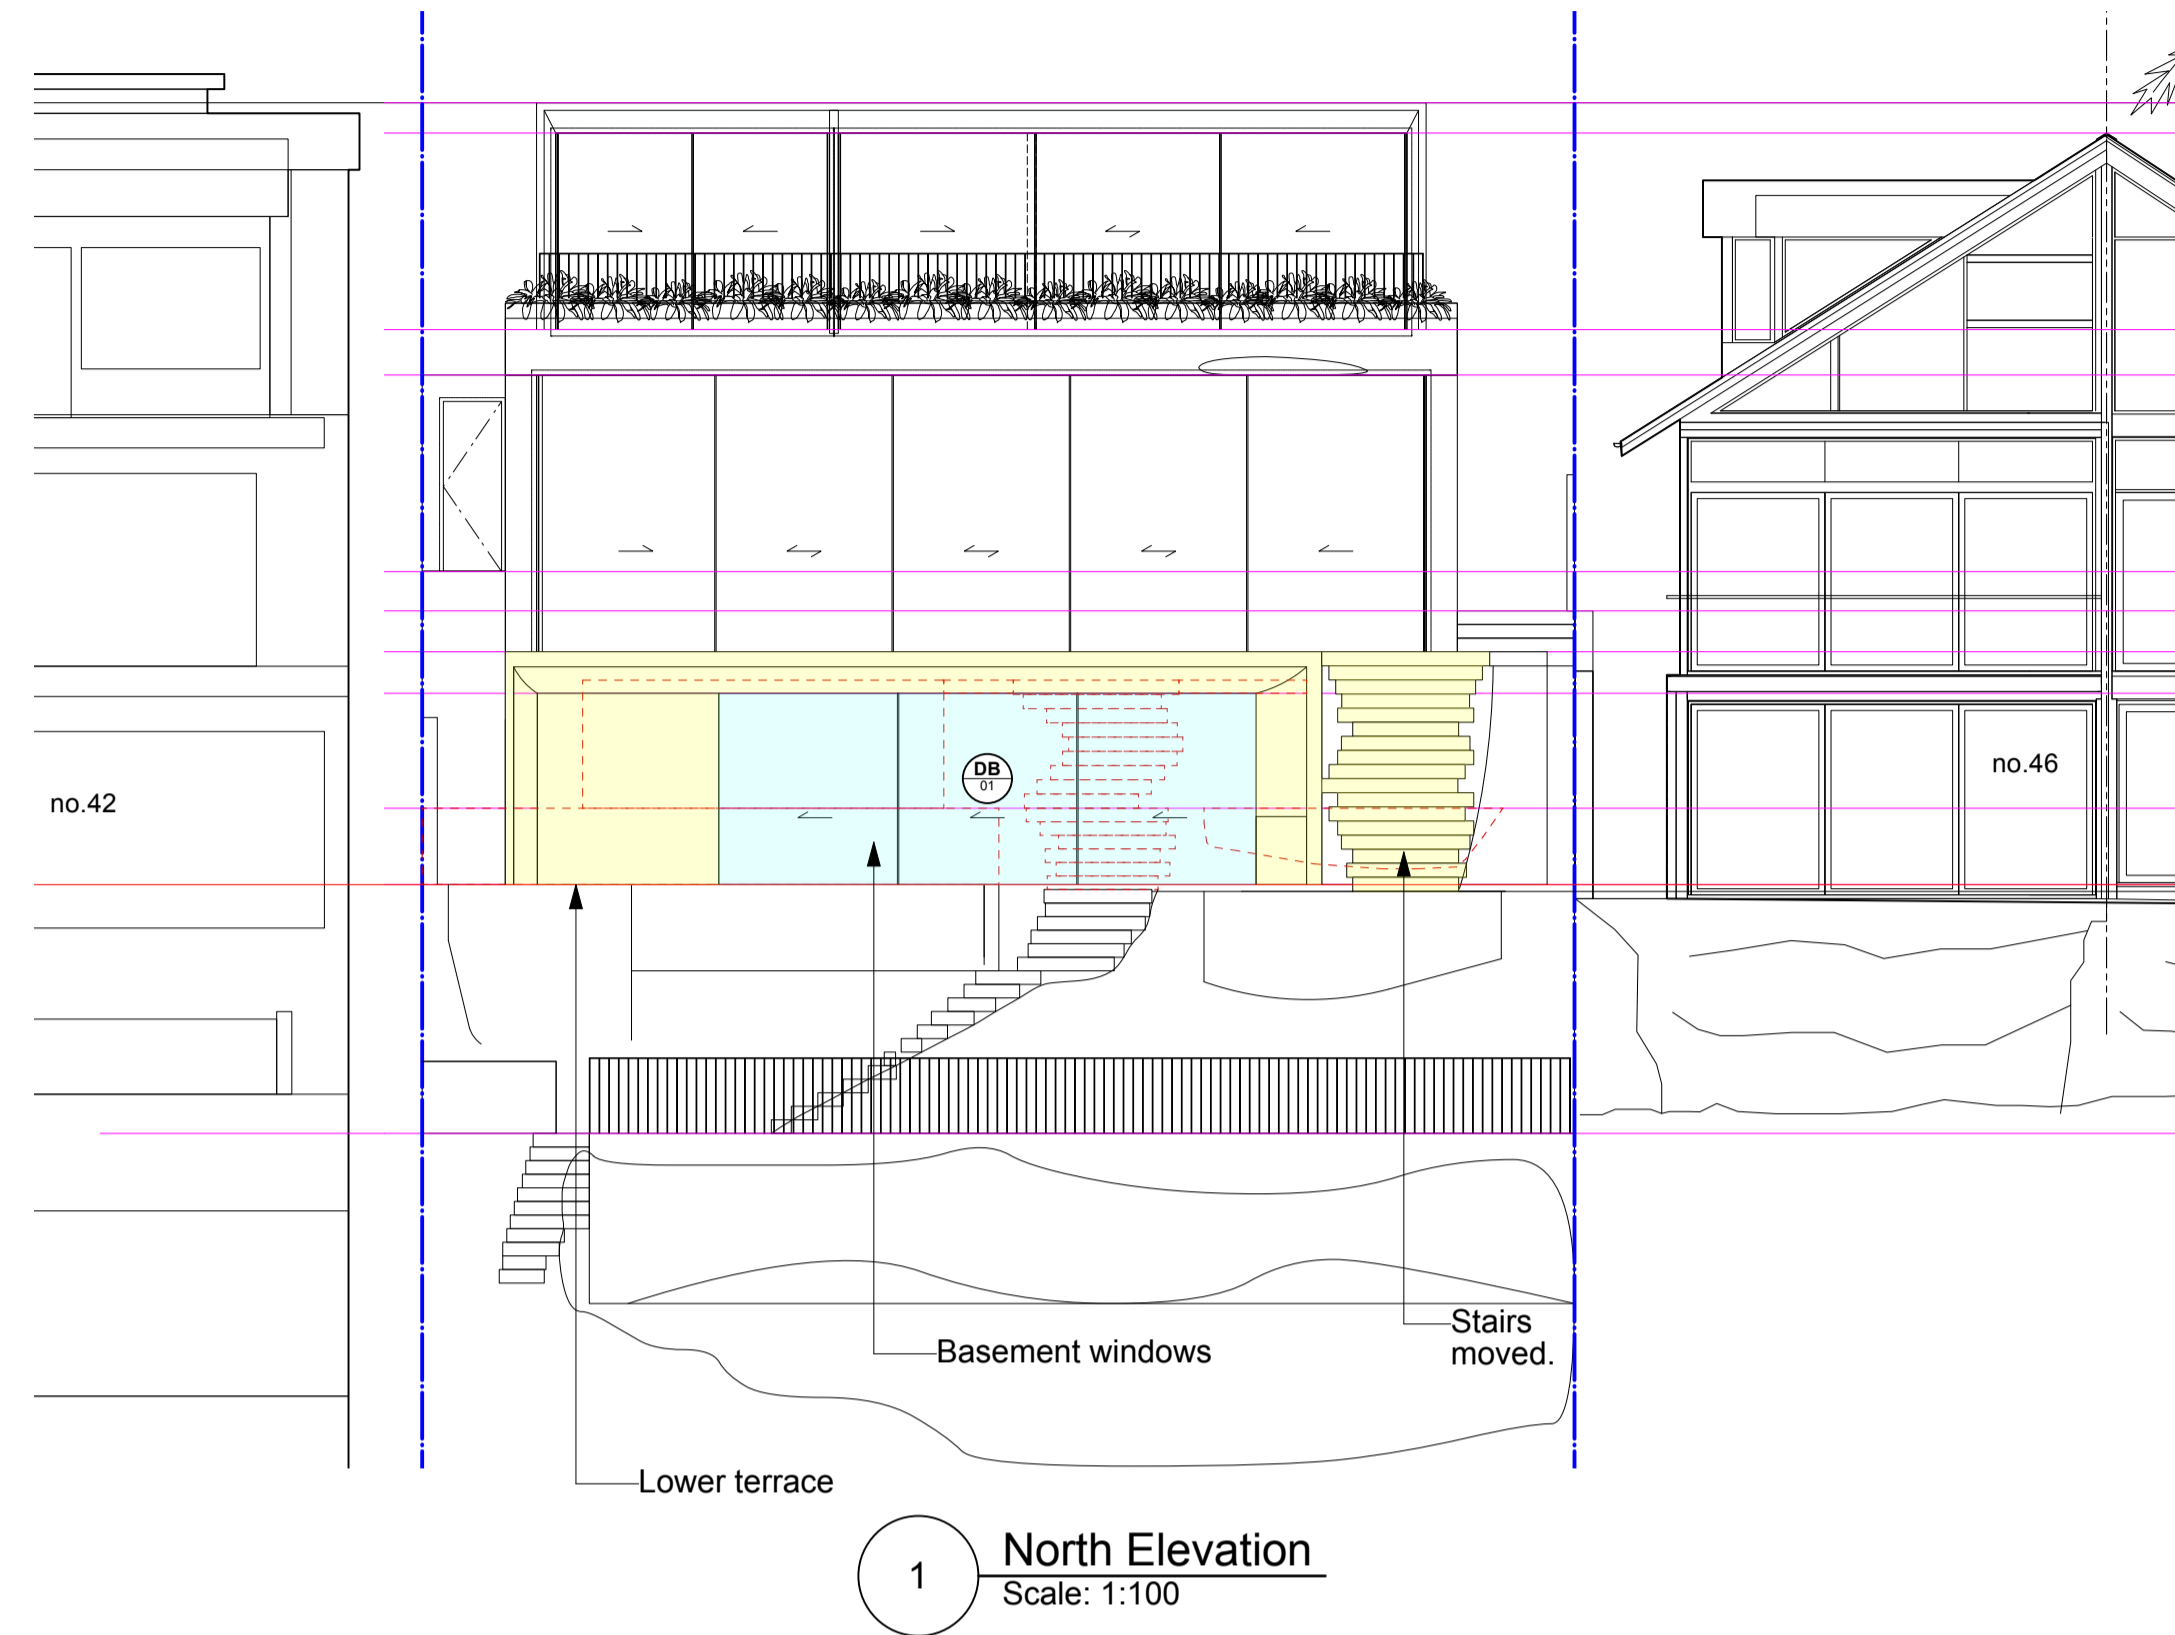 DB
01
no.46
no.42
Stairs
moved.
Basement windows
Lower terrace
1
North Elevation
Scale: 1:100